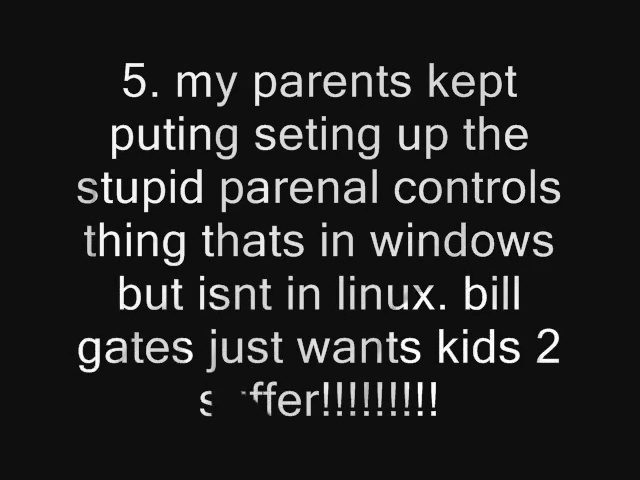 5. my parents kept
puting seting up the
stupid parenal controls
thing thats in windows
but isnt in linux. bill
gates just wants kids 2
suffer!!!!!!!!!